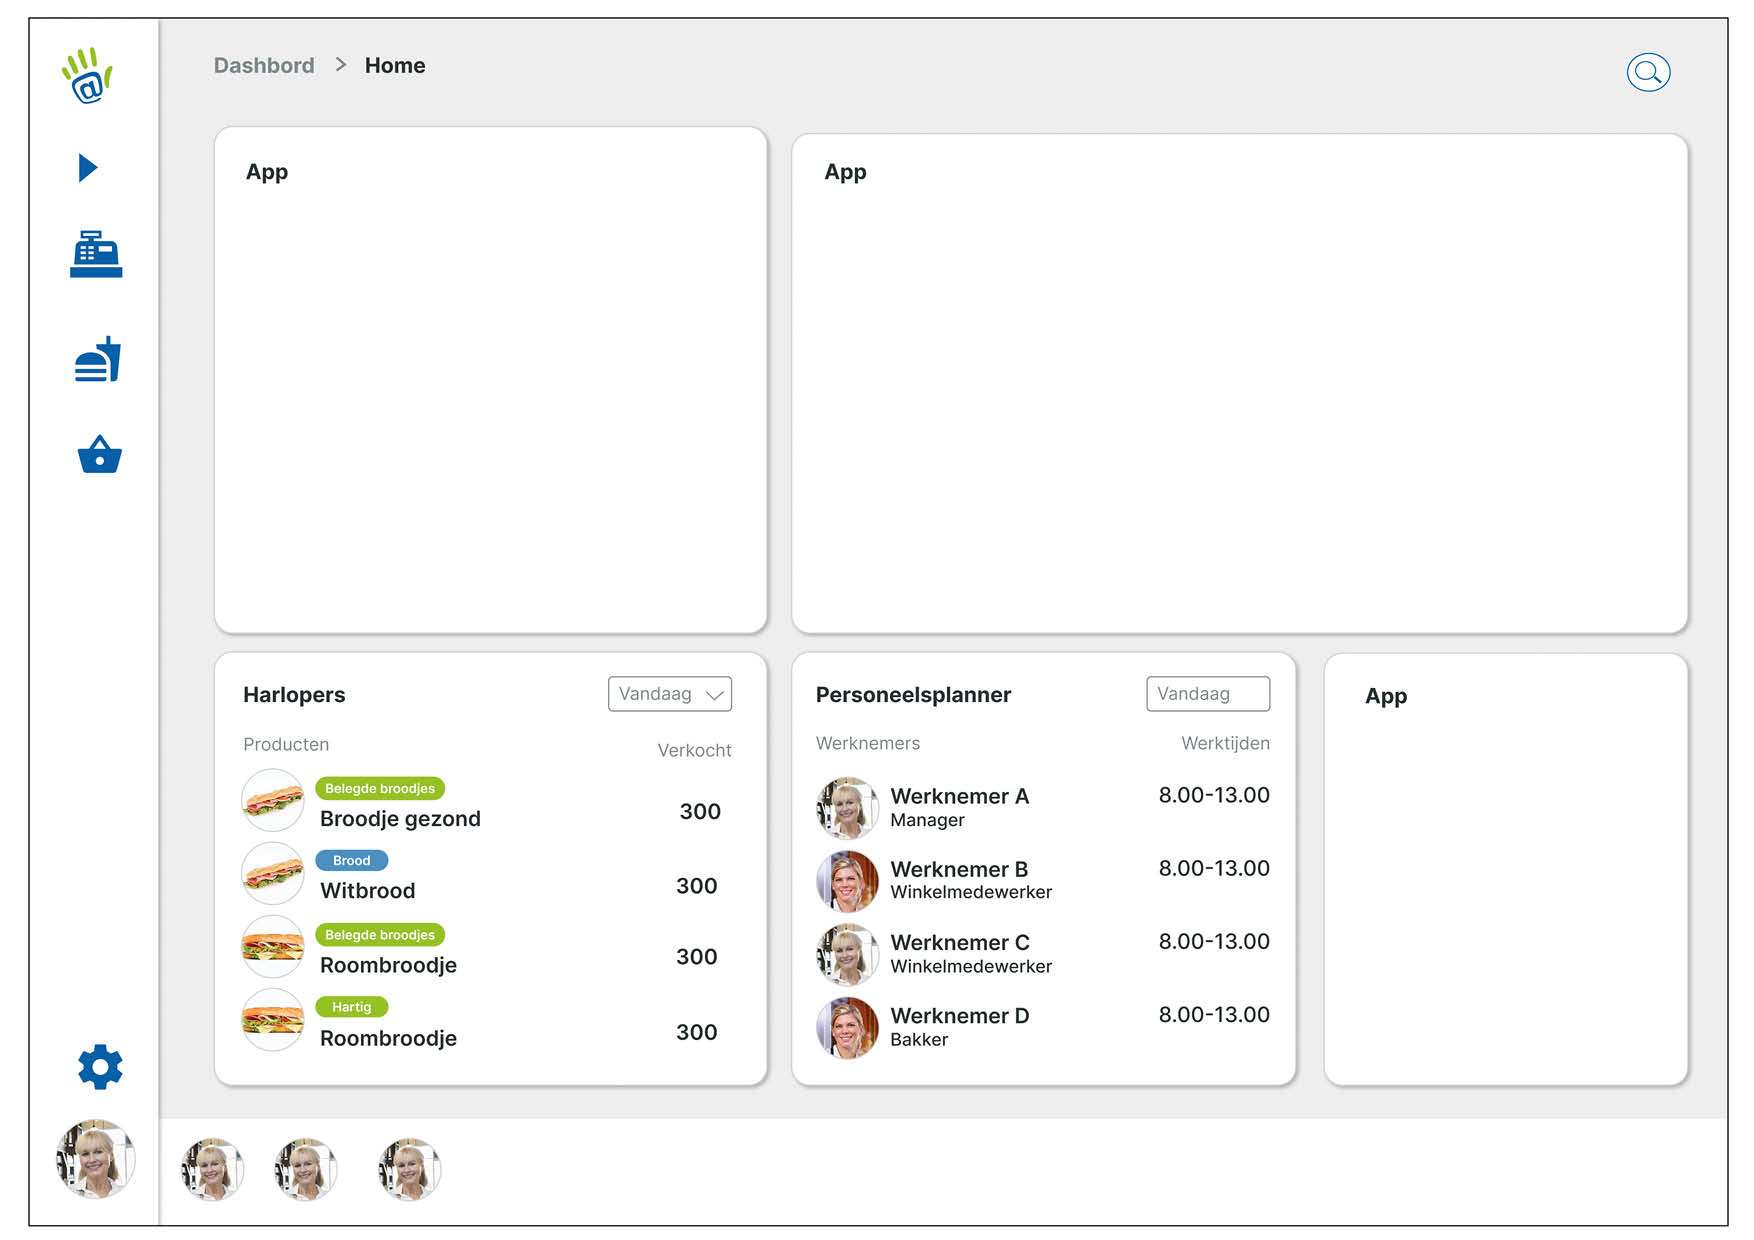 Dashbord > Home
App
App
Harlopers
Vandaag
Producten
Verkocht
Belegde broodjes
Broodje gezond
300
Brood
Witbrood
300
Belegde broodjes
Roombroodje
300
Hartig
Roombroodje
300
Personeelsplanner
Vandaag
Werknemers
Werktijden
Werknemer A
8.00-13.00
Manager
Werknemer B
8.00-13.00
Winkelmedewerker
Werknemer C
8.00-13.00
Winkelmedewerker
Werknemer D
8.00-13.00
Bakker
App